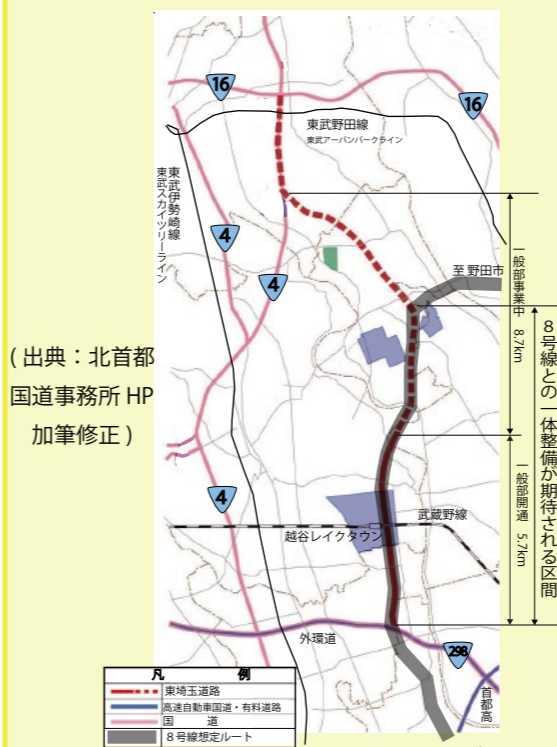 16
16
東武野田線
東武アーバンパークライン
東武伊勢崎線
東武スカイツリーライン
4
4
至 野田市
一般部事業中 8.7km
8号線との一体整備が期待される区間
(出典：北首都
国道事務所 HP
加筆修正)
一般部開通 5.7km
4
武蔵野線
越谷レイクタウン
外環道
298
首都高
凡 例
東埼玉道路
高速自動車国道・有料道路
国 道
8号線想定ルート